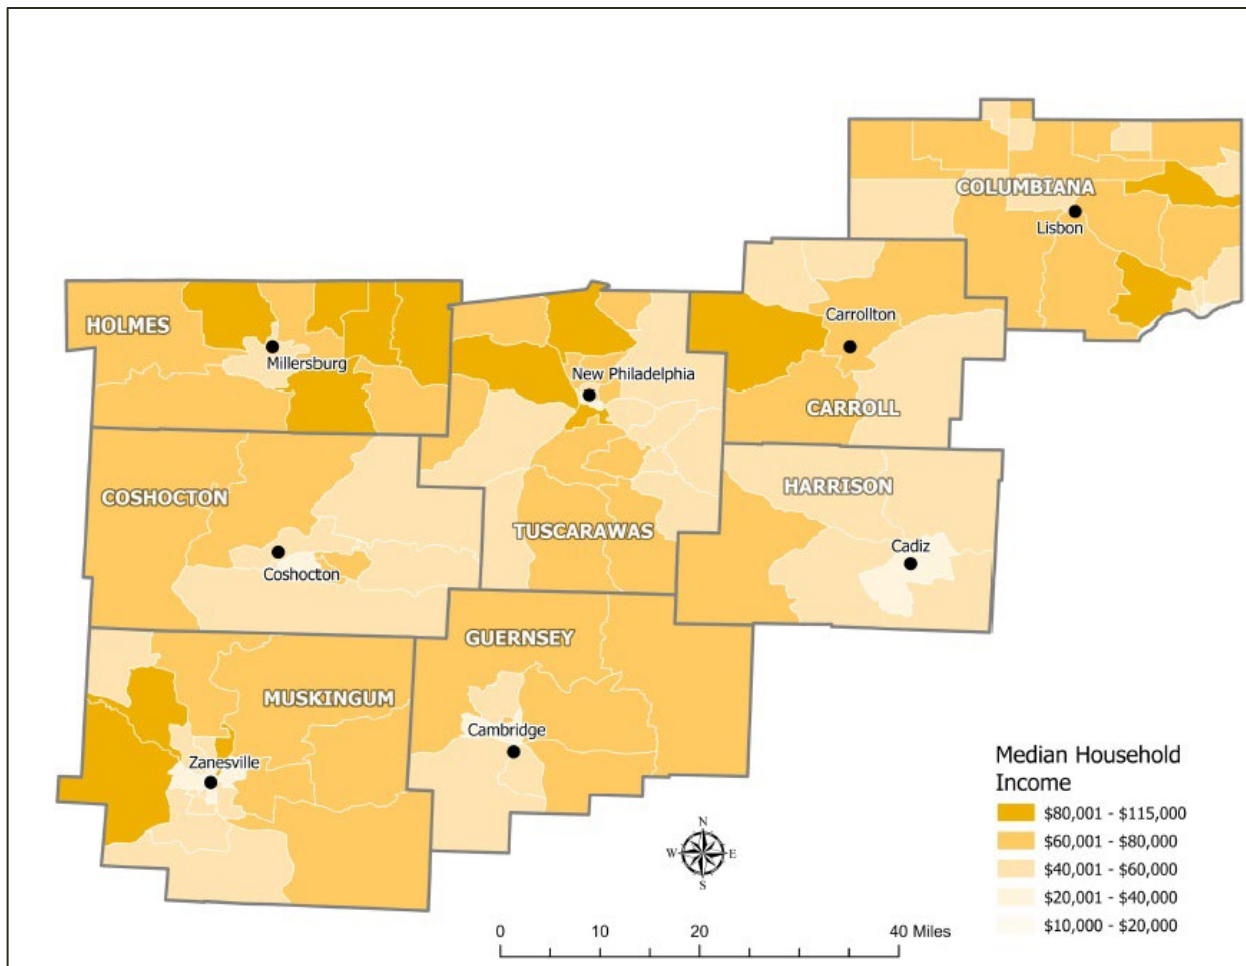 COLUMBIANA
Lisbon
HOLMES
Millersburg
Carrollton
New Philadelphia
CARROLL
COSHOCTON
HARRISON
TUSCARAWAS
Cadiz
Coshocton
GUERNSEY
MUSKINGUM
Cambridge
Zanesville
Median Household
Income
$80,001 - $115,000
$60,001 - $80,000
$40,001 - $60,000
$20,001 - $40,000
$10,000 - $20,000
N
W E
S
0 10 20 40 Miles